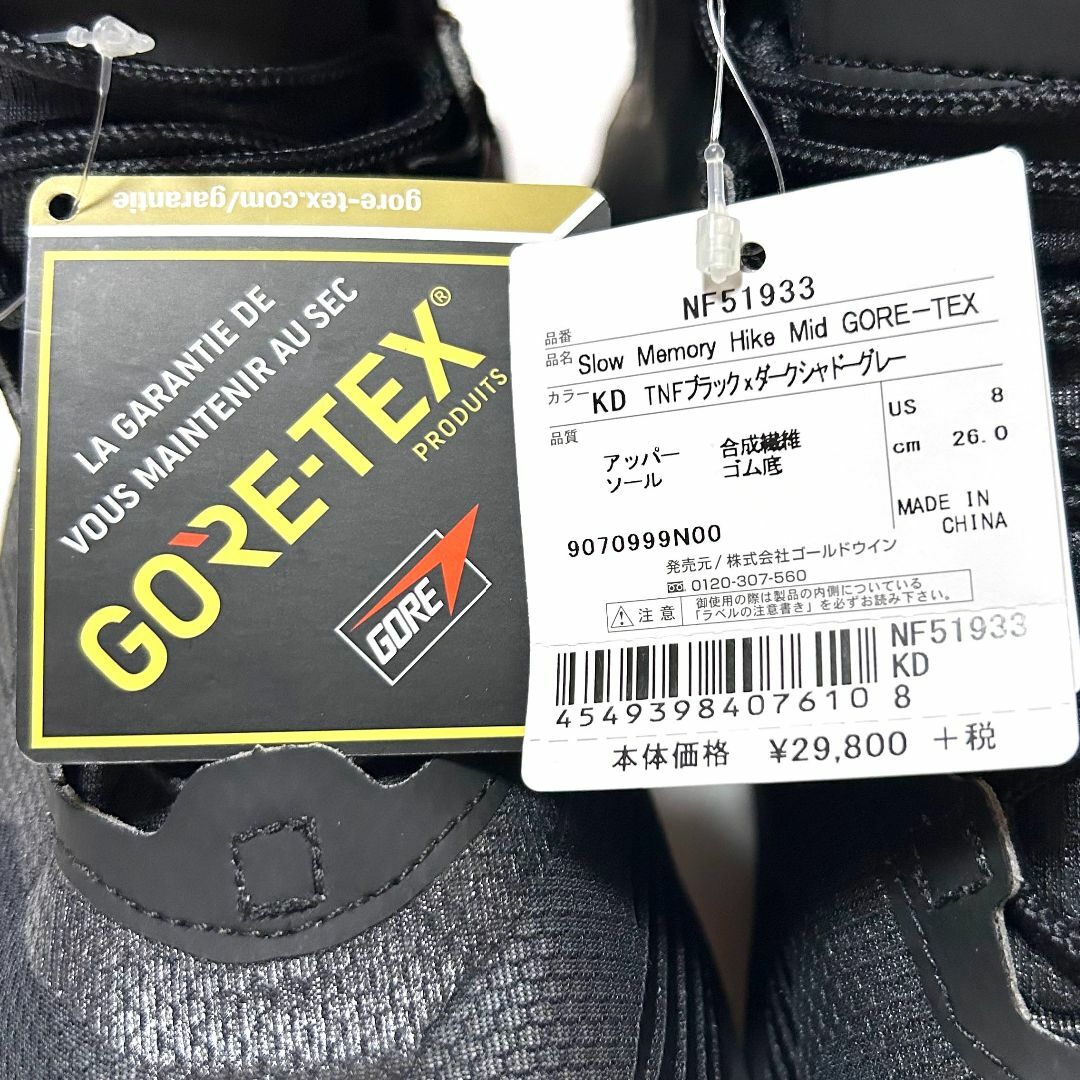 gore-tex.com/garantie
LA GARANTIE DE
VOUS MAINTENIR AU SEC
GORE-TEX®
PRODUITS
GORE
品番 NF51933
品名 Slow Memory Hike Mid GORE-TEX
カラー KD TNFブラック×ダークシャドーグレー
品質
アッパー 合成繊維
ソール ゴム底
US 8
cm 26.0
MADE IN
CHINA
9070999N00
発売元/株式会社ゴールドウイン
0120-307-560
注意 御使用の際は製品の内側についている
「ラベルの注意書き」を必ずお読み下さい。
NF51933
KD
8
4549398407610
本体価格 ¥29,800 +税